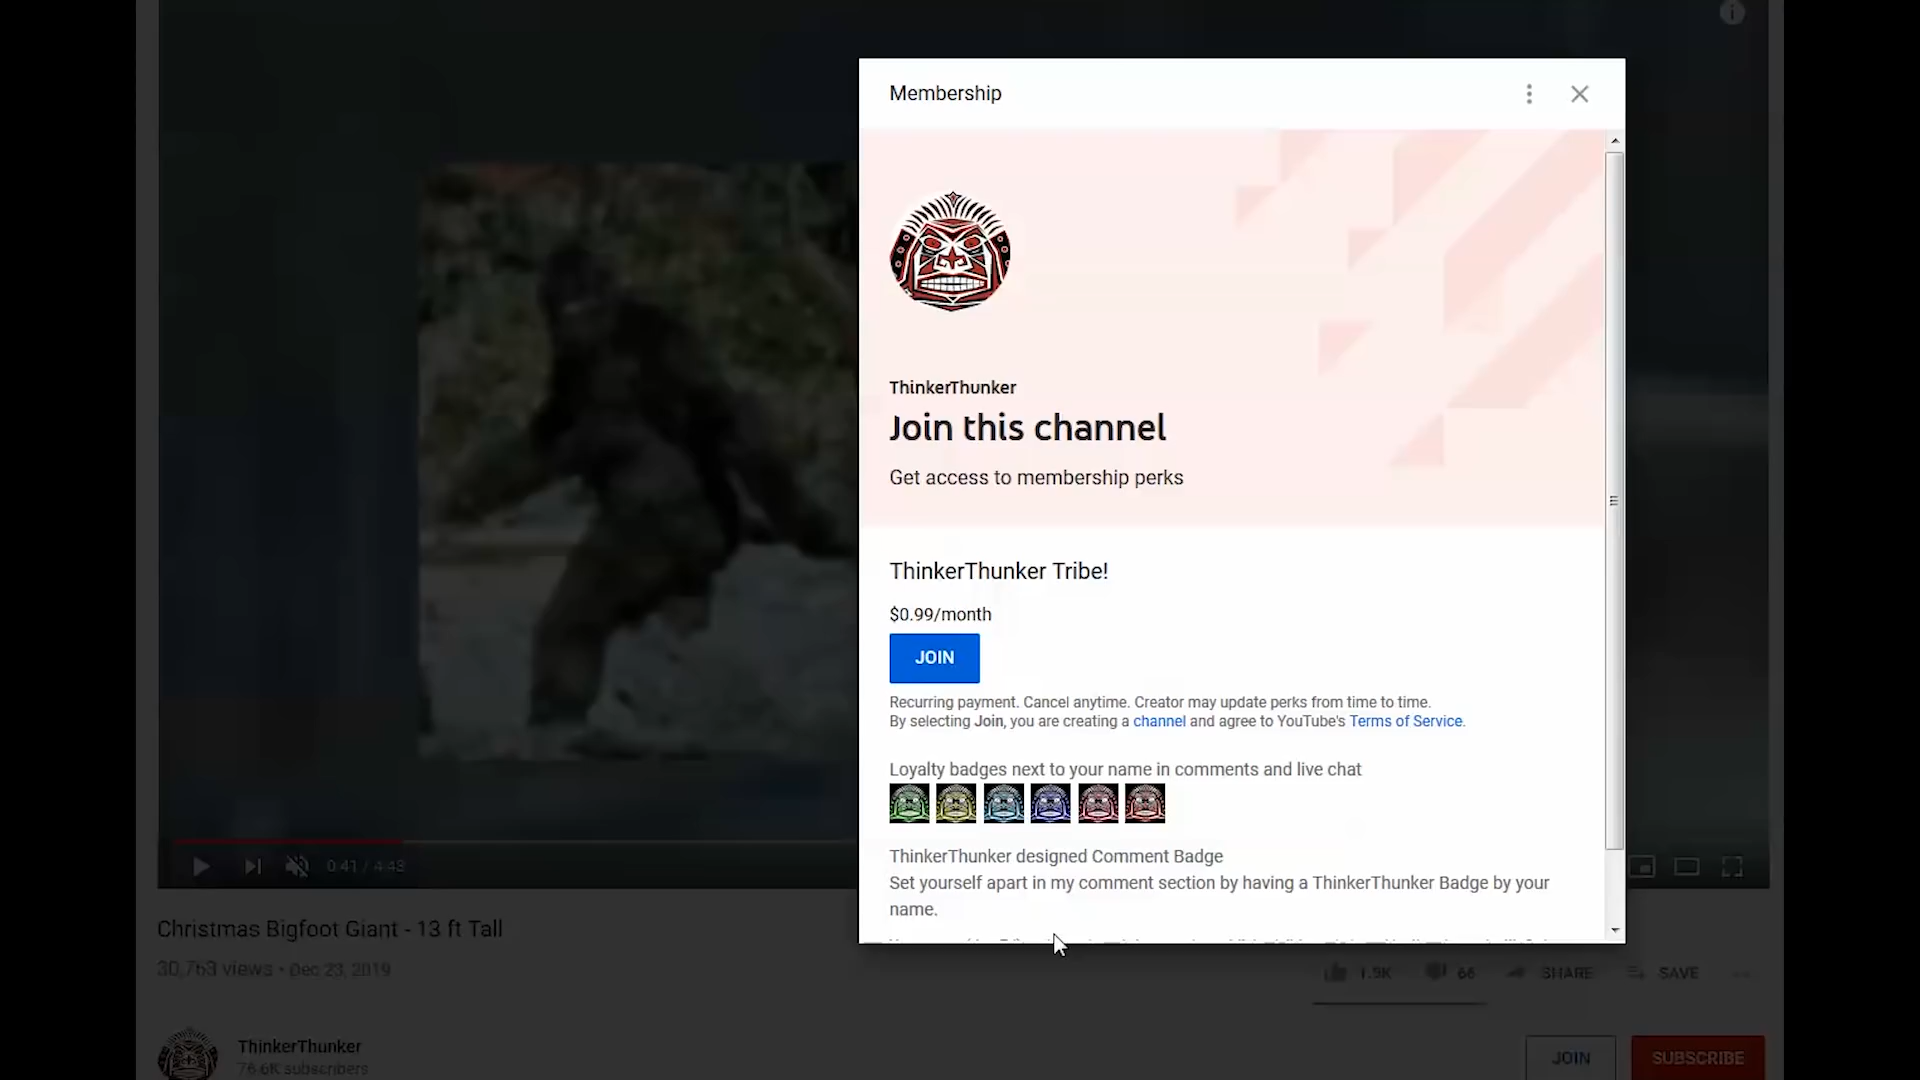 Membership
ThinkerThunker
Join this channel
Get access to membership perks
ThinkerThunker Tribe!
$0.99/month
JOIN
Recurring payment. Cancel anytime. Creator may update perks from time to time.
By selecting Join, you are creating a channel and agree to YouTube's Terms of Service.
Loyalty badges next to your name in comments and live chat
ThinkerThunker designed Comment Badge
Set yourself apart in my comment section by having a ThinkerThunker Badge by your
name.
0:41 / 4:43
Christmas Bigfoot Giant - 13 ft Tall
30,763 views • Dec 23, 2019
1.9K 66 SHARE SAVE
ThinkerThunker
76.6K subscribers
JOIN SUBSCRIBE